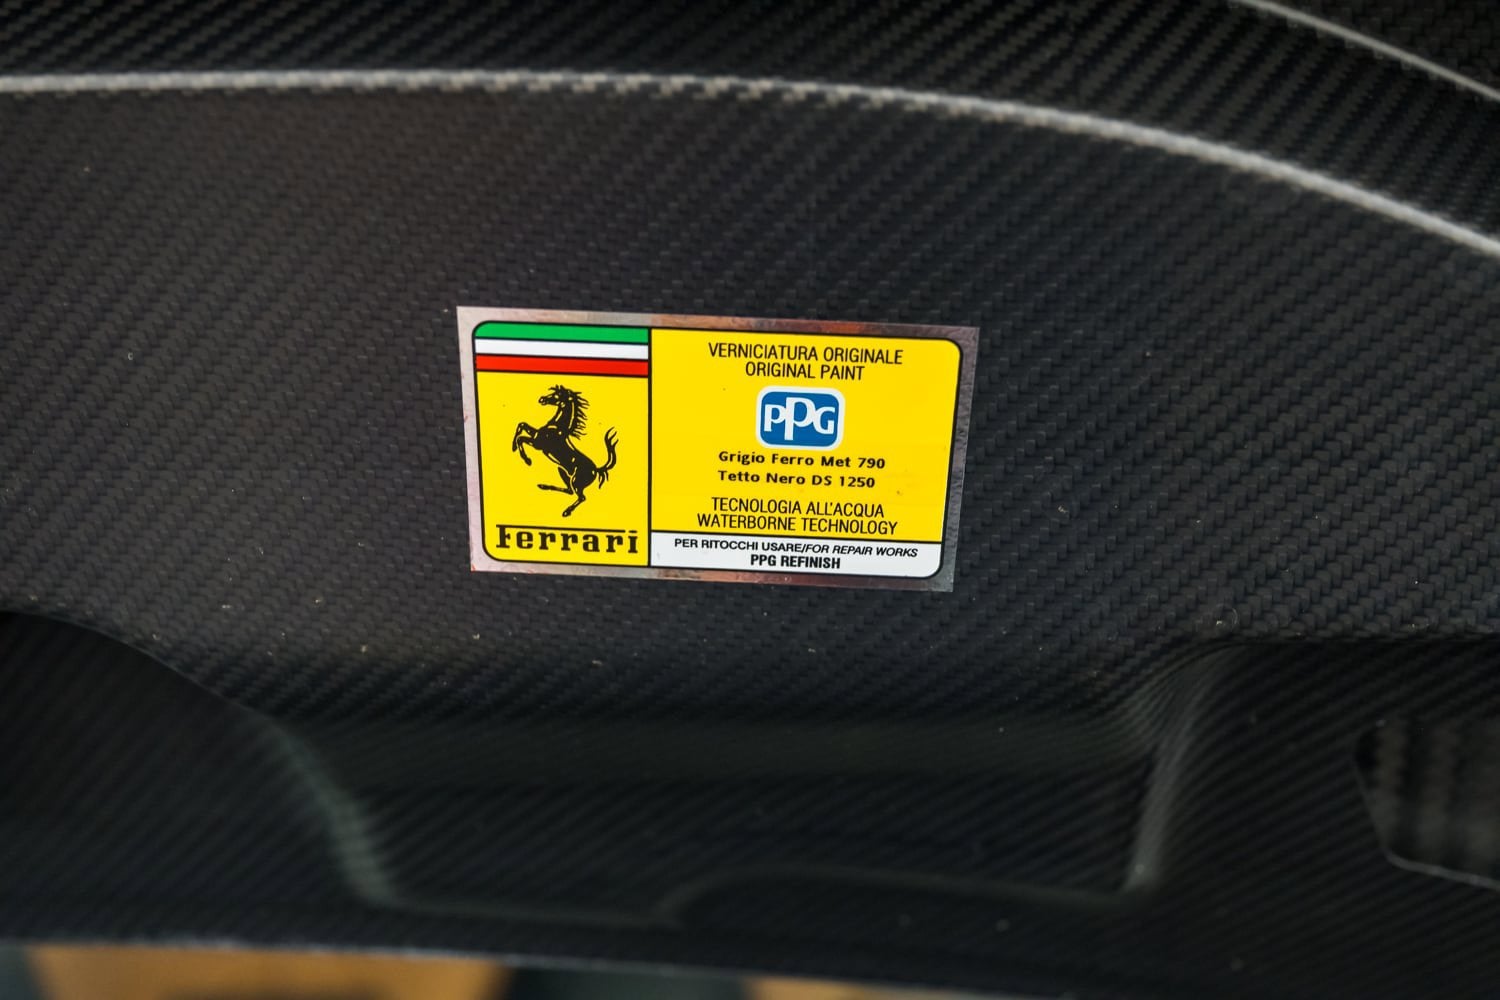 Ferrari
VERNICIATURA ORIGINALE
ORIGINAL PAINT
PPG
Grigio Ferro Met 790
Tetto Nero DS 1250
TECNOLOGIA ALL'ACQUA
WATERBORNE TECHNOLOGY
PER RITOCCHI USARE/FOR REPAIR WORKS
PPG REFINISH